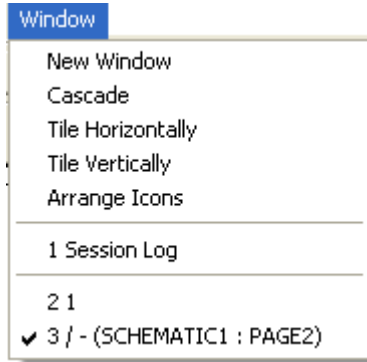 Window
New Window
Cascade
Tile Horizontally
Tile Vertically
Arrange Icons
1 Session Log
2 1
3 / - (SCHEMATIC1 : PAGE2)